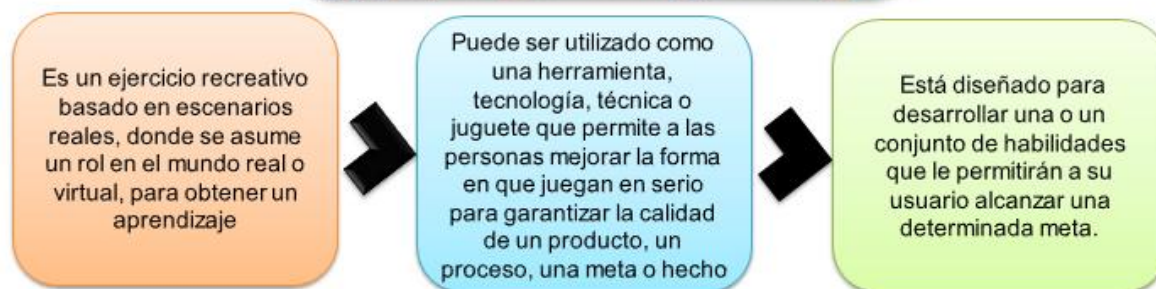 Es un ejercicio recreativo
basado en escenarios
reales, donde se asume
un rol en el mundo real o
virtual, para obtener un
aprendizaje
Puede ser utilizado como
una herramienta,
tecnología, técnica o
juguete que permite a las
personas mejorar la forma
en que juegan en serio
para garantizar la calidad
de un producto, un
proceso, una meta o hecho
Está diseñado para
desarrollar una o un
conjunto de habilidades
que le permitirán a su
usuario alcanzar una
determinada meta.